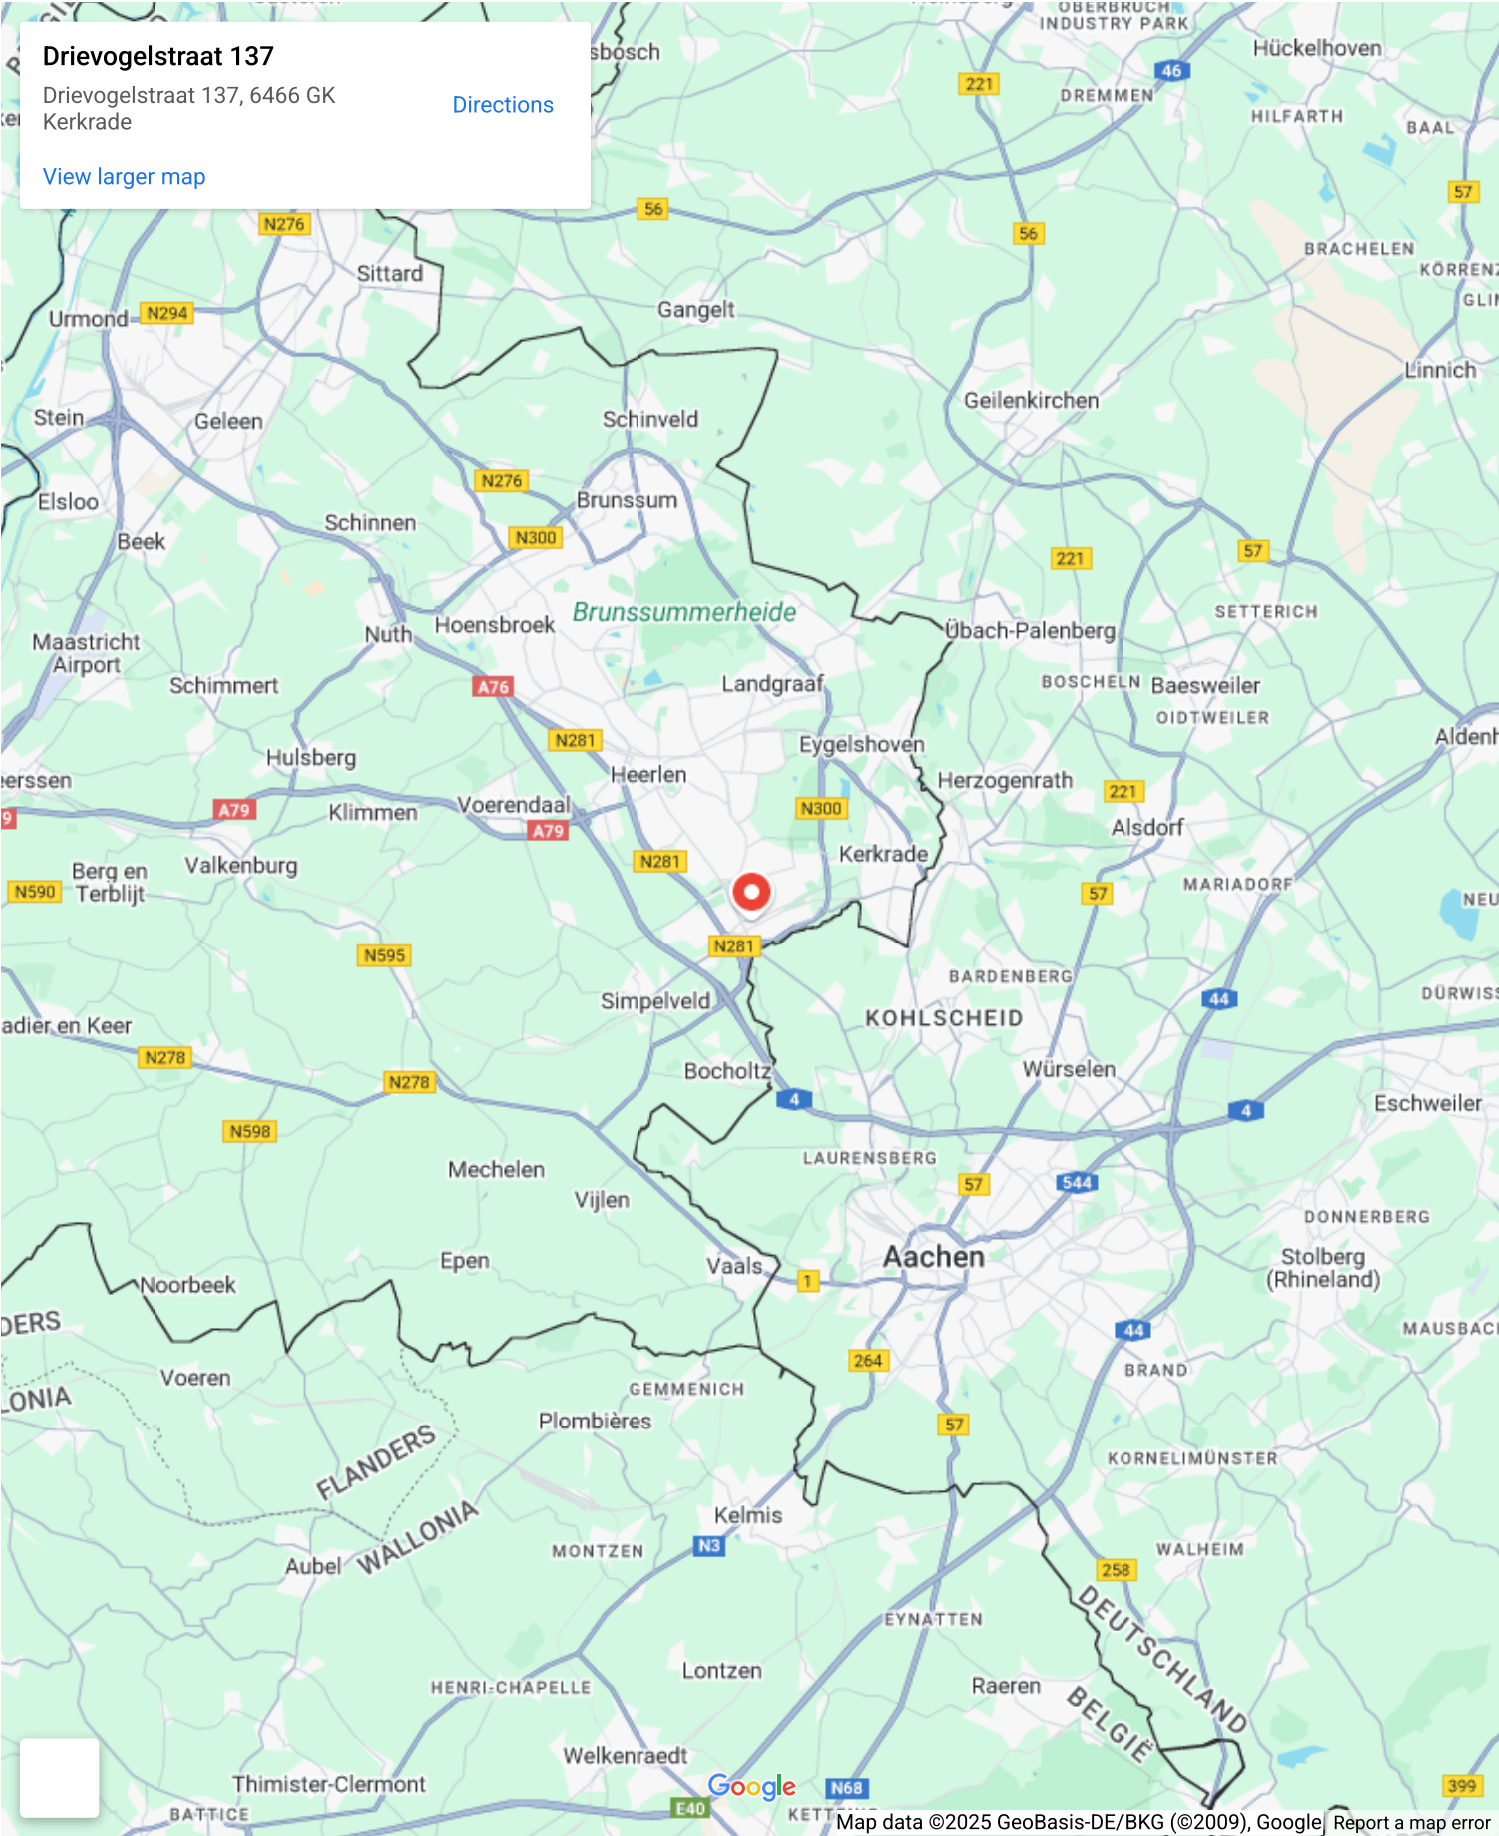 Drievogelstraat 137
Drievogelstraat 137, 6466 GK
Kerkrade
Directions
View larger map
OBERBRUCH
INDUSTRY PARK
Hückelhoven
46
221
DREMMEN
HILFARTH
BAAL
57
56
N276
56
BRACHELEN
Sittard
Gangelt
Urmond
N294
Linnich
Geilenkirchen
Stein
Geleen
Schinveld
N276
Brunssum
Elsloo
Schinnen
N300
Beek
57
221
Brunssummerheide
SETTERICH
Hoensbroek
Nuth
Übach-Palenberg
Maastricht
Airport
Schimmert
A76
Landgraaf
BOSCHELN
Baesweiler
OIDTWEILER
N281
Eygelshoven
Hulsberg
Heerlen
Herzogenrath
221
A79
Klimmen
Voerendaal
A79
N300
Alsdorf
Berg en
Terblijt
Valkenburg
N281
Kerkrade
N590
57
MARIADORF
N595
N281
BARDENBERG
Simpelveld
KOHLSCHEID
44
adier en Keer
N278
N278
Bocholtz
Würselen
4
4
Eschweiler
N598
Mechelen
Vijlen
LAURENSBERG
57
544
DONNERBERG
Epen
Vaals
Aachen
Stolberg
(Rhineland)
Noorbeek
1
44
DERS
264
BRAND
Voeren
GEMMENICH
LONIA
Plombières
57
FLANDERS
KORNELIMÜNSTER
WALLONIA
Kelmis
N3
Aubel
MONTZEN
WALHEIM
258
EYNATTEN
DEUTSCHLAND
Lontzen
HENRI-CHAPELLE
Raeren
BELGIË
Welkenraedt
Thimister-Clermont
Google
N68
399
BATTICE
E40
Map data ©2025 GeoBasis-DE/BKG (©2009), Google
Report a map error